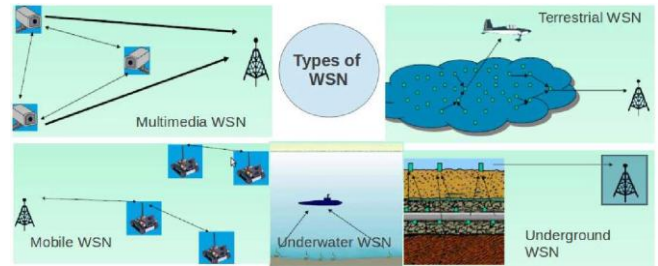 Terrestrial WSN
Types of
WSN
Multimedia WSN
Mobile WSN
Underwater WSN
Underground
WSN